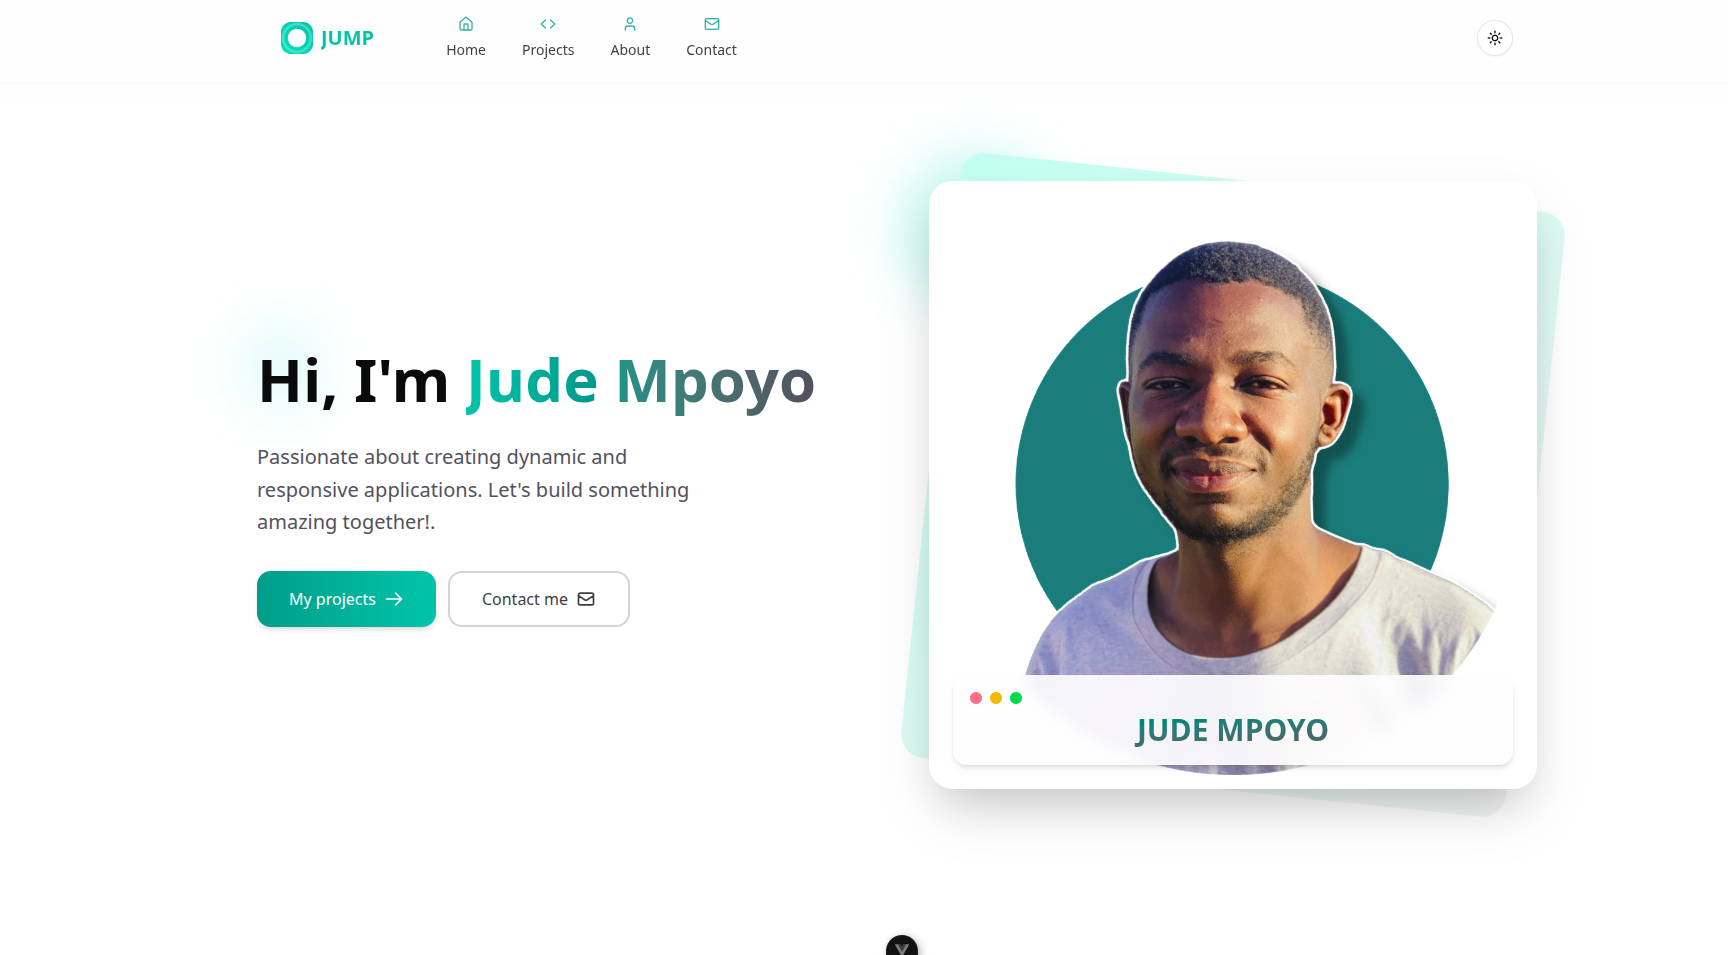 JUMP
Home
Projects
About
Contact
Hi, I'm Jude Mpoyo
Passionate about creating dynamic and
responsive applications. Let's build something
amazing together!.
My projects
Contact me
JUDE MPOYO